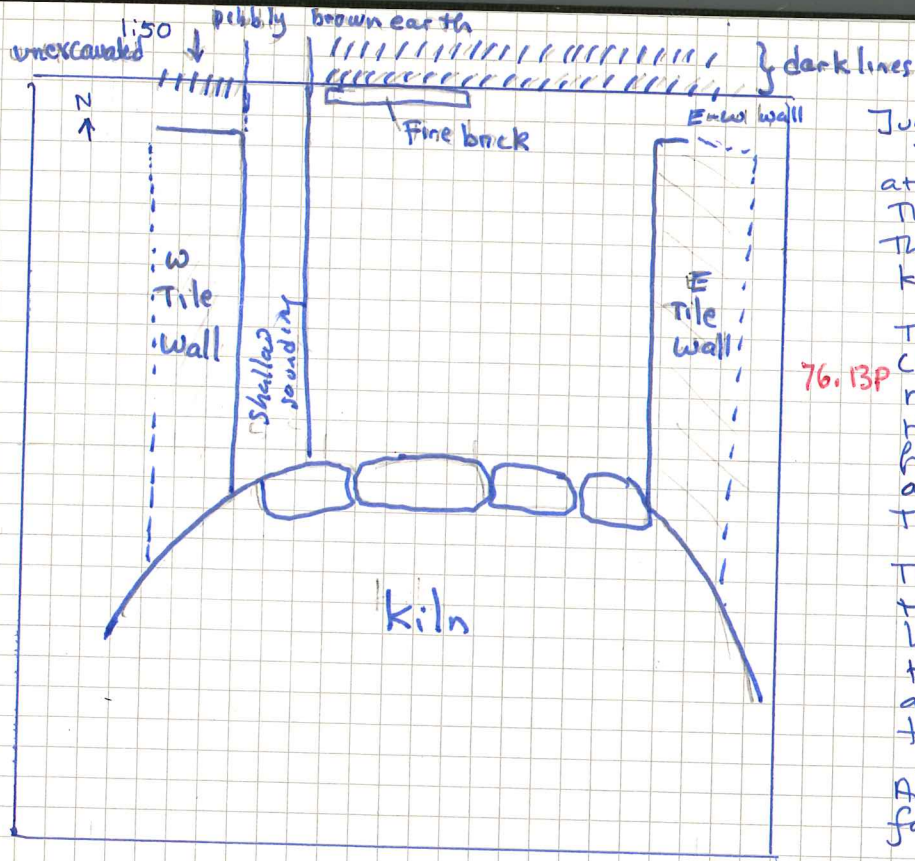 1:50
pebbly brown earth
unexcavated
dark lines
N
E-W wall
Fine brick
W
Tile
Wall
Shallow
sounding
E
Tile
Wall
76.13P
Kiln